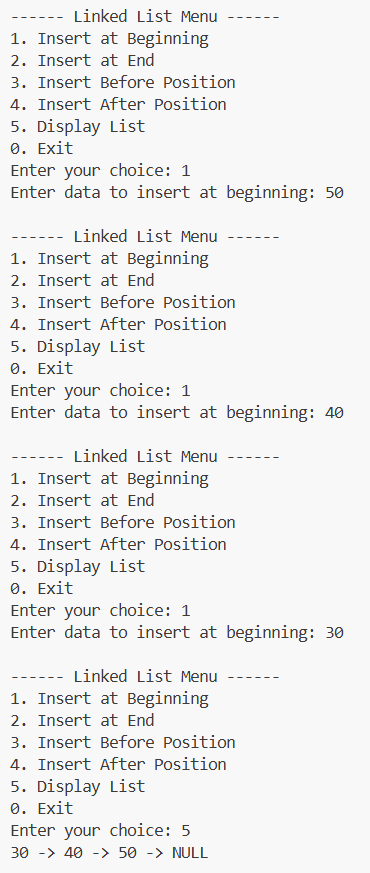 ------ Linked List Menu ------
1. Insert at Beginning
2. Insert at End
3. Insert Before Position
4. Insert After Position
5. Display List
0. Exit
Enter your choice: 1
Enter data to insert at beginning: 50

------ Linked List Menu ------
1. Insert at Beginning
2. Insert at End
3. Insert Before Position
4. Insert After Position
5. Display List
0. Exit
Enter your choice: 1
Enter data to insert at beginning: 40

------ Linked List Menu ------
1. Insert at Beginning
2. Insert at End
3. Insert Before Position
4. Insert After Position
5. Display List
0. Exit
Enter your choice: 1
Enter data to insert at beginning: 30

------ Linked List Menu ------
1. Insert at Beginning
2. Insert at End
3. Insert Before Position
4. Insert After Position
5. Display List
0. Exit
Enter your choice: 5
30 -> 40 -> 50 -> NULL